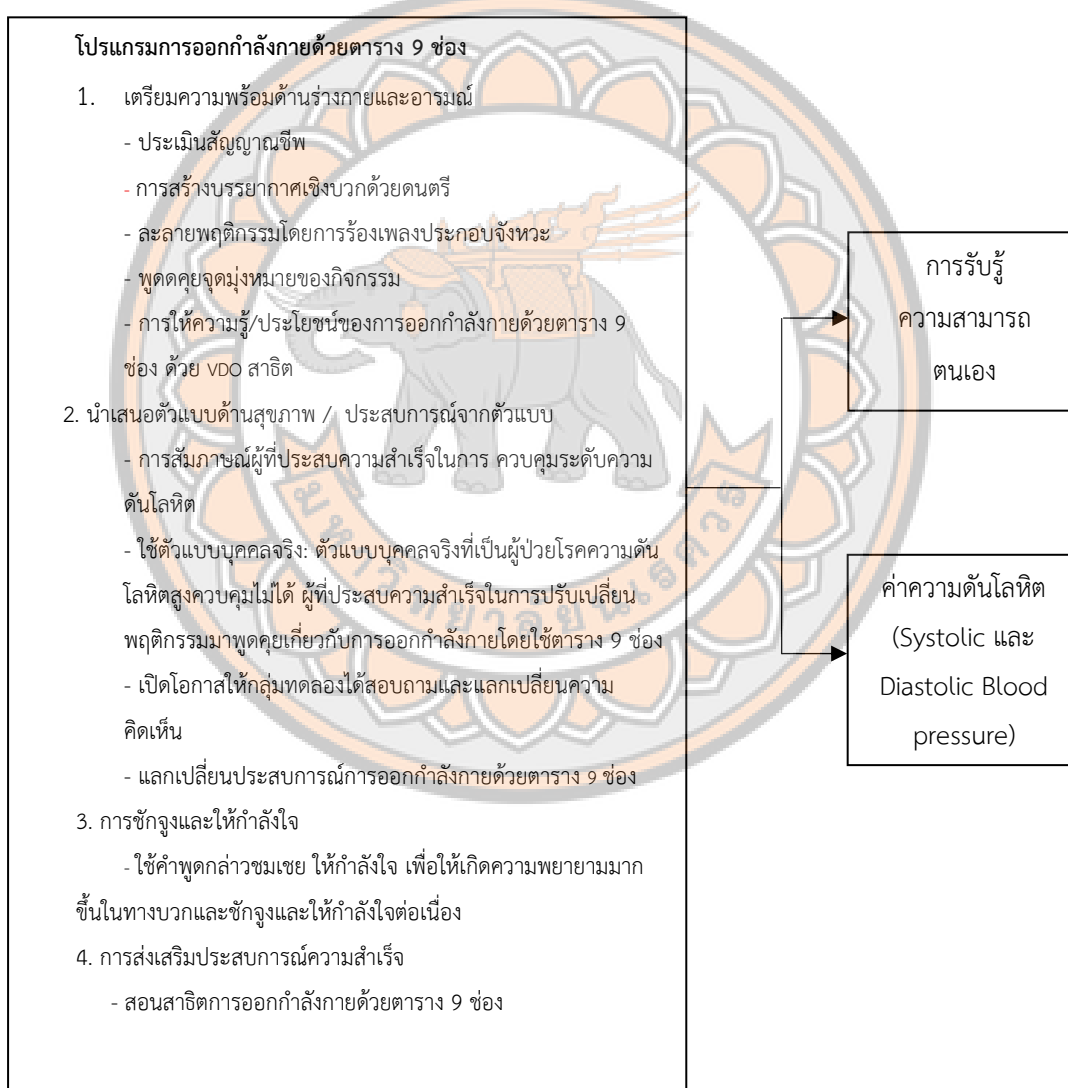 โปรแกรมการออกกำลังกายด้วยตาราง 9 ช่อง
1. เตรียมความพร้อมด้านร่างกายและอารมณ์
- ประเมินสัญญาณชีพ
- การสร้างบรรยากาศเชิงบวกด้วยดนตรี
- ละลายพฤติกรรมโดยการร้องเพลงประกอบจังหวะ
- พูดดคุยจุดมุ่งหมายของกิจกรรม
- การให้ความรู้/ประโยชน์ของการออกกำลังกายด้วยตาราง 9
ช่อง ด้วย VDO สาธิต
2. นำเสนอตัวแบบด้านสุขภาพ / ประสบการณ์จากตัวแบบ
- การสัมภาษณ์ผู้ที่ประสบความสำเร็จในการ ควบคุมระดับความ
ดันโลหิต
- ใช้ตัวแบบบุคคลจริง: ตัวแบบบุคคลจริงที่เป็นผู้ป่วยโรคความดัน
โลหิตสูงควบคุมไม่ได้ ผู้ที่ประสบความสำเร็จในการปรับเปลี่ยน
พฤติกรรมมาพูดคุยเกี่ยวกับการออกกำลังกายโดยใช้ตาราง 9 ช่อง
- เปิดโอกาสให้กลุ่มทดลองได้สอบถามและแลกเปลี่ยนความ
คิดเห็น
- แลกเปลี่ยนประสบการณ์การออกกำลังกายด้วยตาราง 9 ช่อง
3. การชักจูงและให้กำลังใจ
- ใช้คำพูดกล่าวชมเชย ให้กำลังใจ เพื่อให้เกิดความพยายามมาก
ขึ้นในทางบวกและชักจูงและให้กำลังใจต่อเนื่อง
4. การส่งเสริมประสบการณ์ความสำเร็จ
- สอนสาธิตการออกกำลังกายด้วยตาราง 9 ช่อง
การรับรู้
ความสามารถ
ตนเอง
ค่าความดันโลหิต
(Systolic และ
Diastolic Blood
pressure)
มหาวิทยาลัยนเรศวร